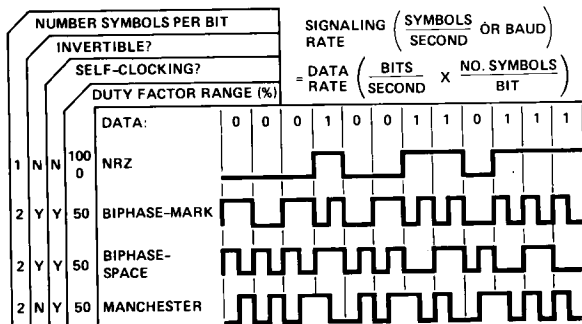 NUMBER SYMBOLS PER BIT
INVERTIBLE?
SELF-CLOCKING?
DUTY FACTOR RANGE (%)
SIGNALING RATE (SYMBOLS/SECOND OR BAUD)
= DATA RATE (BITS/SECOND X NO. SYMBOLS/BIT)
DATA: 0 0 0 1 0 0 1 1 0 1 1 1
1 N N 100 0 NRZ
2 Y Y 50 BIPHASE-MARK
2 Y Y 50 BIPHASE-SPACE
2 N Y 50 MANCHESTER